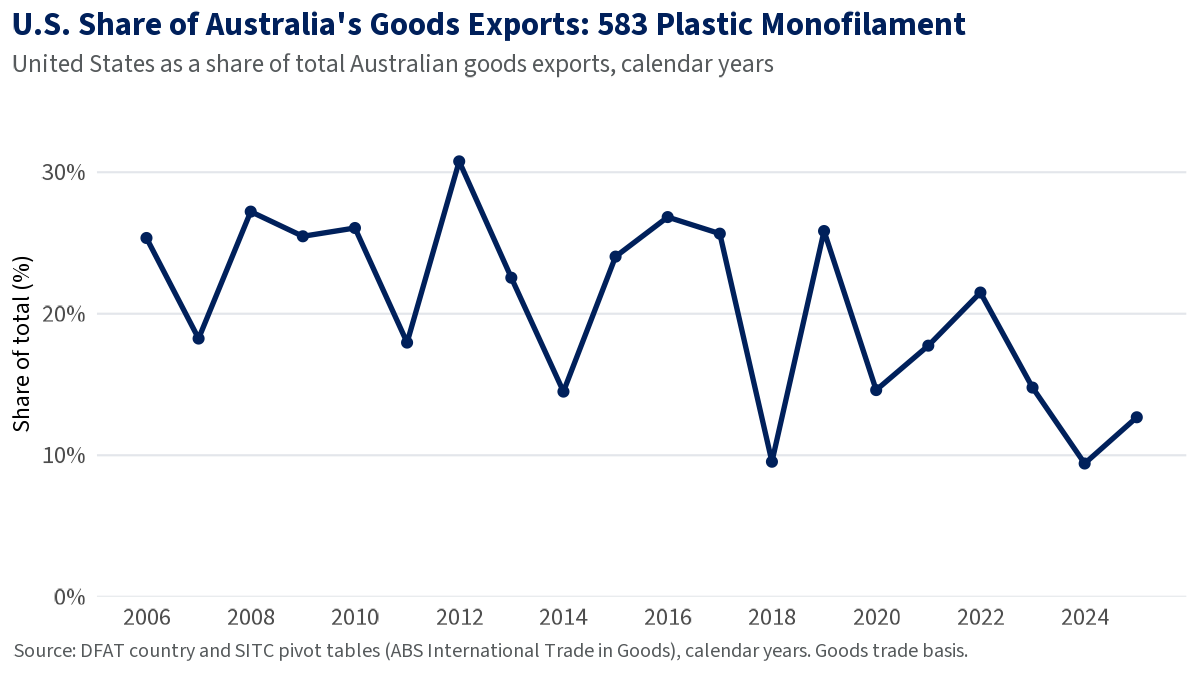 U.S. Share of Australia's Goods Exports: 583 Plastic Monofilament
United States as a share of total Australian goods exports, calendar years
Share of total (%)
30%
20%
10%
0%
2006 2008 2010 2012 2014 2016 2018 2020 2022 2024
Source: DFAT country and SITC pivot tables (ABS International Trade in Goods), calendar years. Goods trade basis.